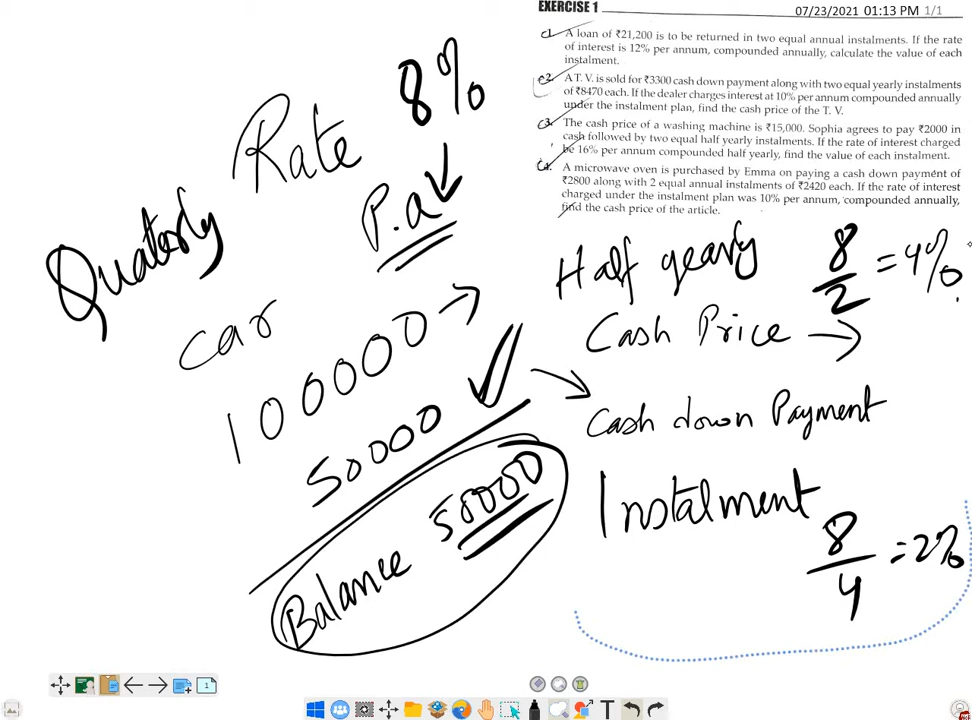 EXERCISE 1
07/23/2021 01:13 PM 1/1
1. A loan of ₹21,200 is to be returned in two equal annual instalments. If the rate
of interest is 12% per annum, compounded annually, calculate the value of each
instalment.
2. A T. V. is sold for ₹3300 cash down payment along with two equal yearly instalments
of ₹8470 each. If the dealer charges interest at 10% per annum compounded annually
under the instalment plan, find the cash price of the T. V.
3. The cash price of a washing machine is ₹15,000. Sophia agrees to pay ₹2000 in
cash followed by two equal half yearly instalments. If the rate of interest charged
be 16% per annum compounded half yearly, find the value of each instalment.
4. A microwave oven is purchased by Emma on paying a cash down payment of
₹2800 along with 2 equal annual instalments of ₹2420 each. If the rate of interest
charged under the instalment plan was 10% per annum, compounded annually,
find the cash price of the article.
Rate 8%
P.a
Quaterly
car
100000 →
50000
Balance 50000
Half yearly 8/2 = 4%
Cash Price →
Cash down Payment
Instalment
8/4 = 2%
1
T